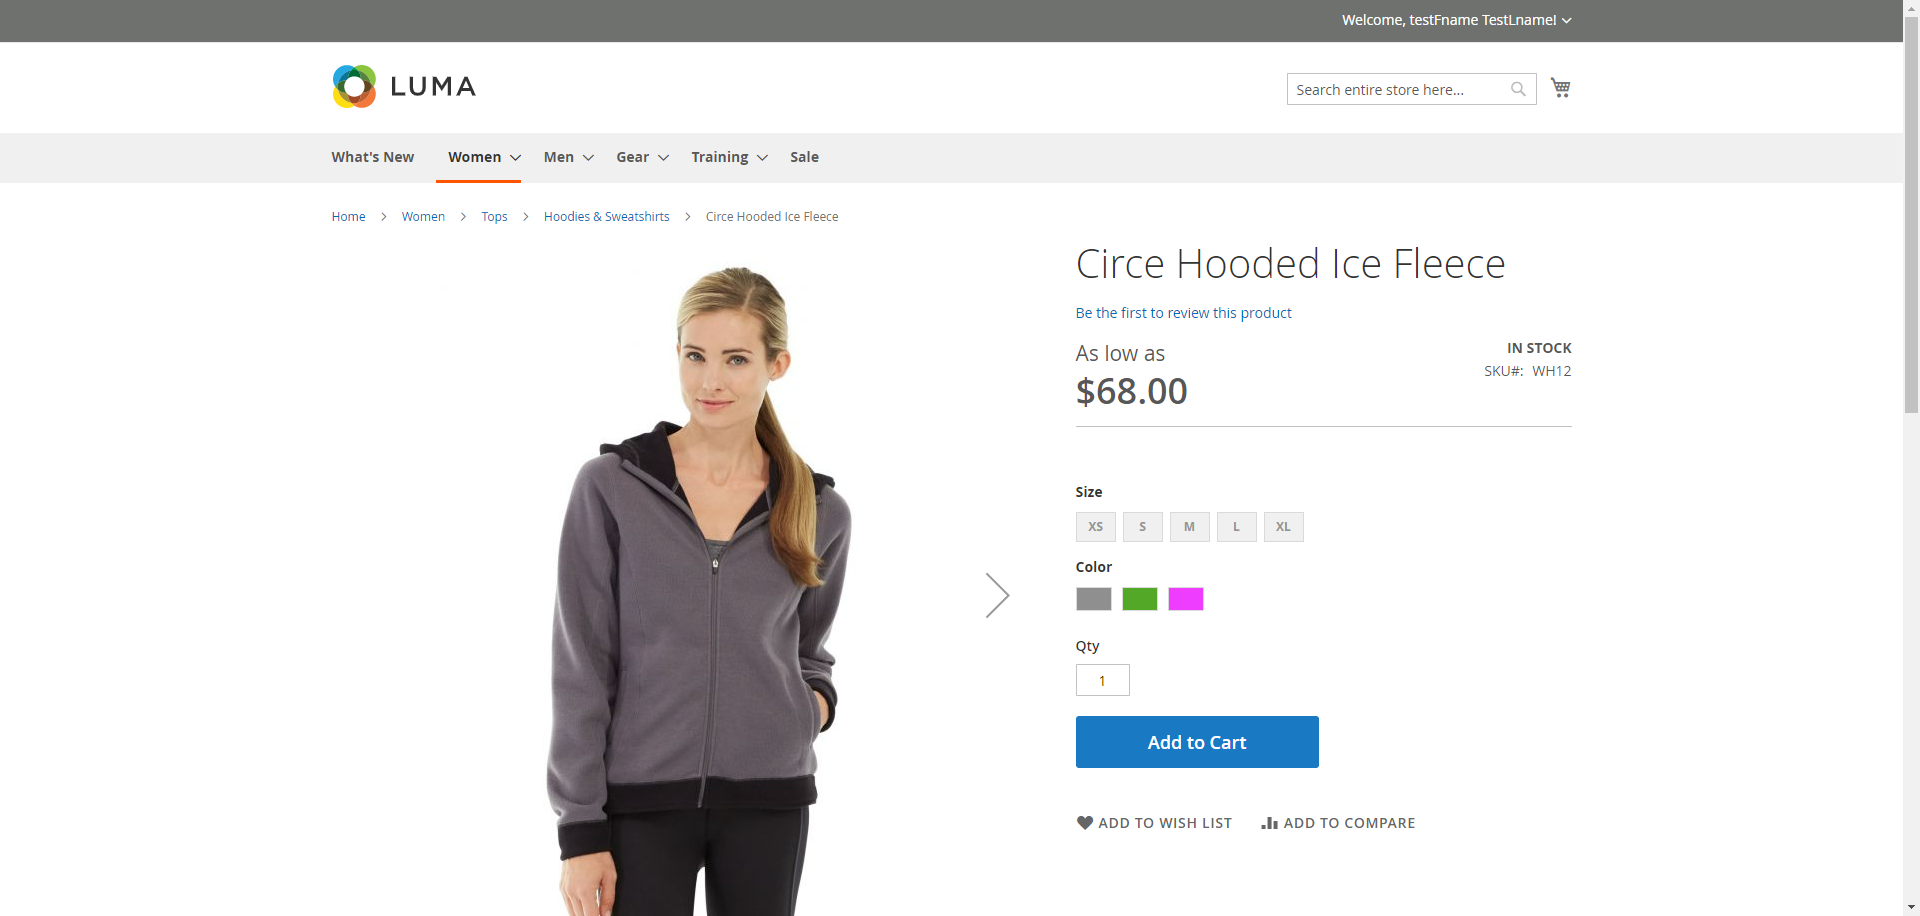 Welcome, testFname TestLname!
LUMA
Search entire store here...
What's New Women Men Gear Training Sale
Home Women Tops Hoodies & Sweatshirts Circe Hooded Ice Fleece
Circe Hooded Ice Fleece
Be the first to review this product
As low as
$68.00
IN STOCK
SKU#: WH12
Size
XS S M L XL
Color
Qty
1
Add to Cart
ADD TO WISH LIST ADD TO COMPARE